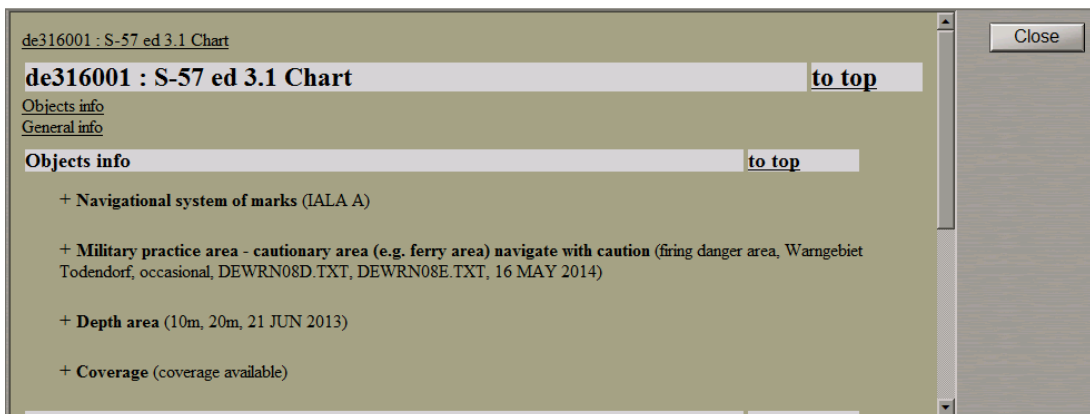 de316001 : S-57 ed 3.1 Chart
Close
de316001 : S-57 ed 3.1 Chart to top
Objects info
General info
Objects info to top
+ Navigational system of marks (IALA A)
+ Military practice area - cautionary area (e.g. ferry area) navigate with caution (firing danger area, Warngebiet
Todendorf, occasional, DEWRN08D.TXT, DEWRN08E.TXT, 16 MAY 2014)
+ Depth area (10m, 20m, 21 JUN 2013)
+ Coverage (coverage available)